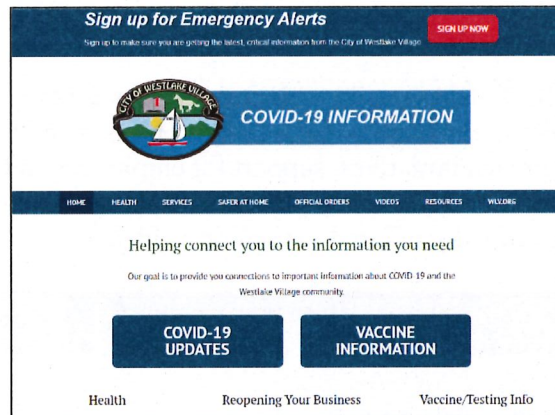 Sign up for Emergency Alerts
SIGN UP NOW
Sign up to make sure you are getting the latest, critical information from the City of Westlake Village.
CITY OF WESTLAKE VILLAGE
COVID-19 INFORMATION
HOME HEALTH SERVICES SAFER AT HOME OFFICIAL ORDERS VIDEOS RESOURCES WLV.ORG
Helping connect you to the information you need
Our goal is to provide you connections to important information about COVID-19 and the
Westlake Village community.
COVID-19
UPDATES
VACCINE
INFORMATION
Health Reopening Your Business Vaccine/Testing Info